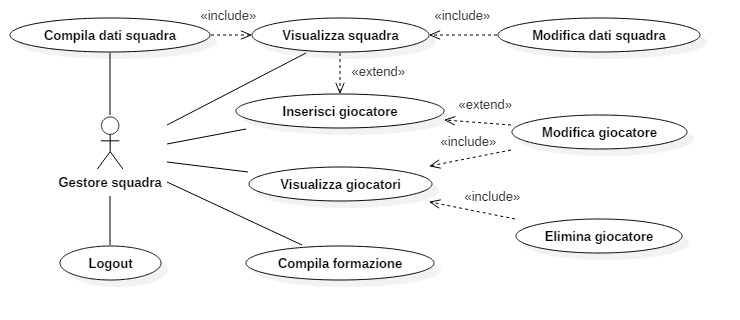 «include»
«include»
Compila dati squadra
Visualizza squadra
Modifica dati squadra
«extend»
Inserisci giocatore
«extend»
Modifica giocatore
«include»
Gestore squadra
Visualizza giocatori
«include»
Elimina giocatore
Logout
Compila formazione